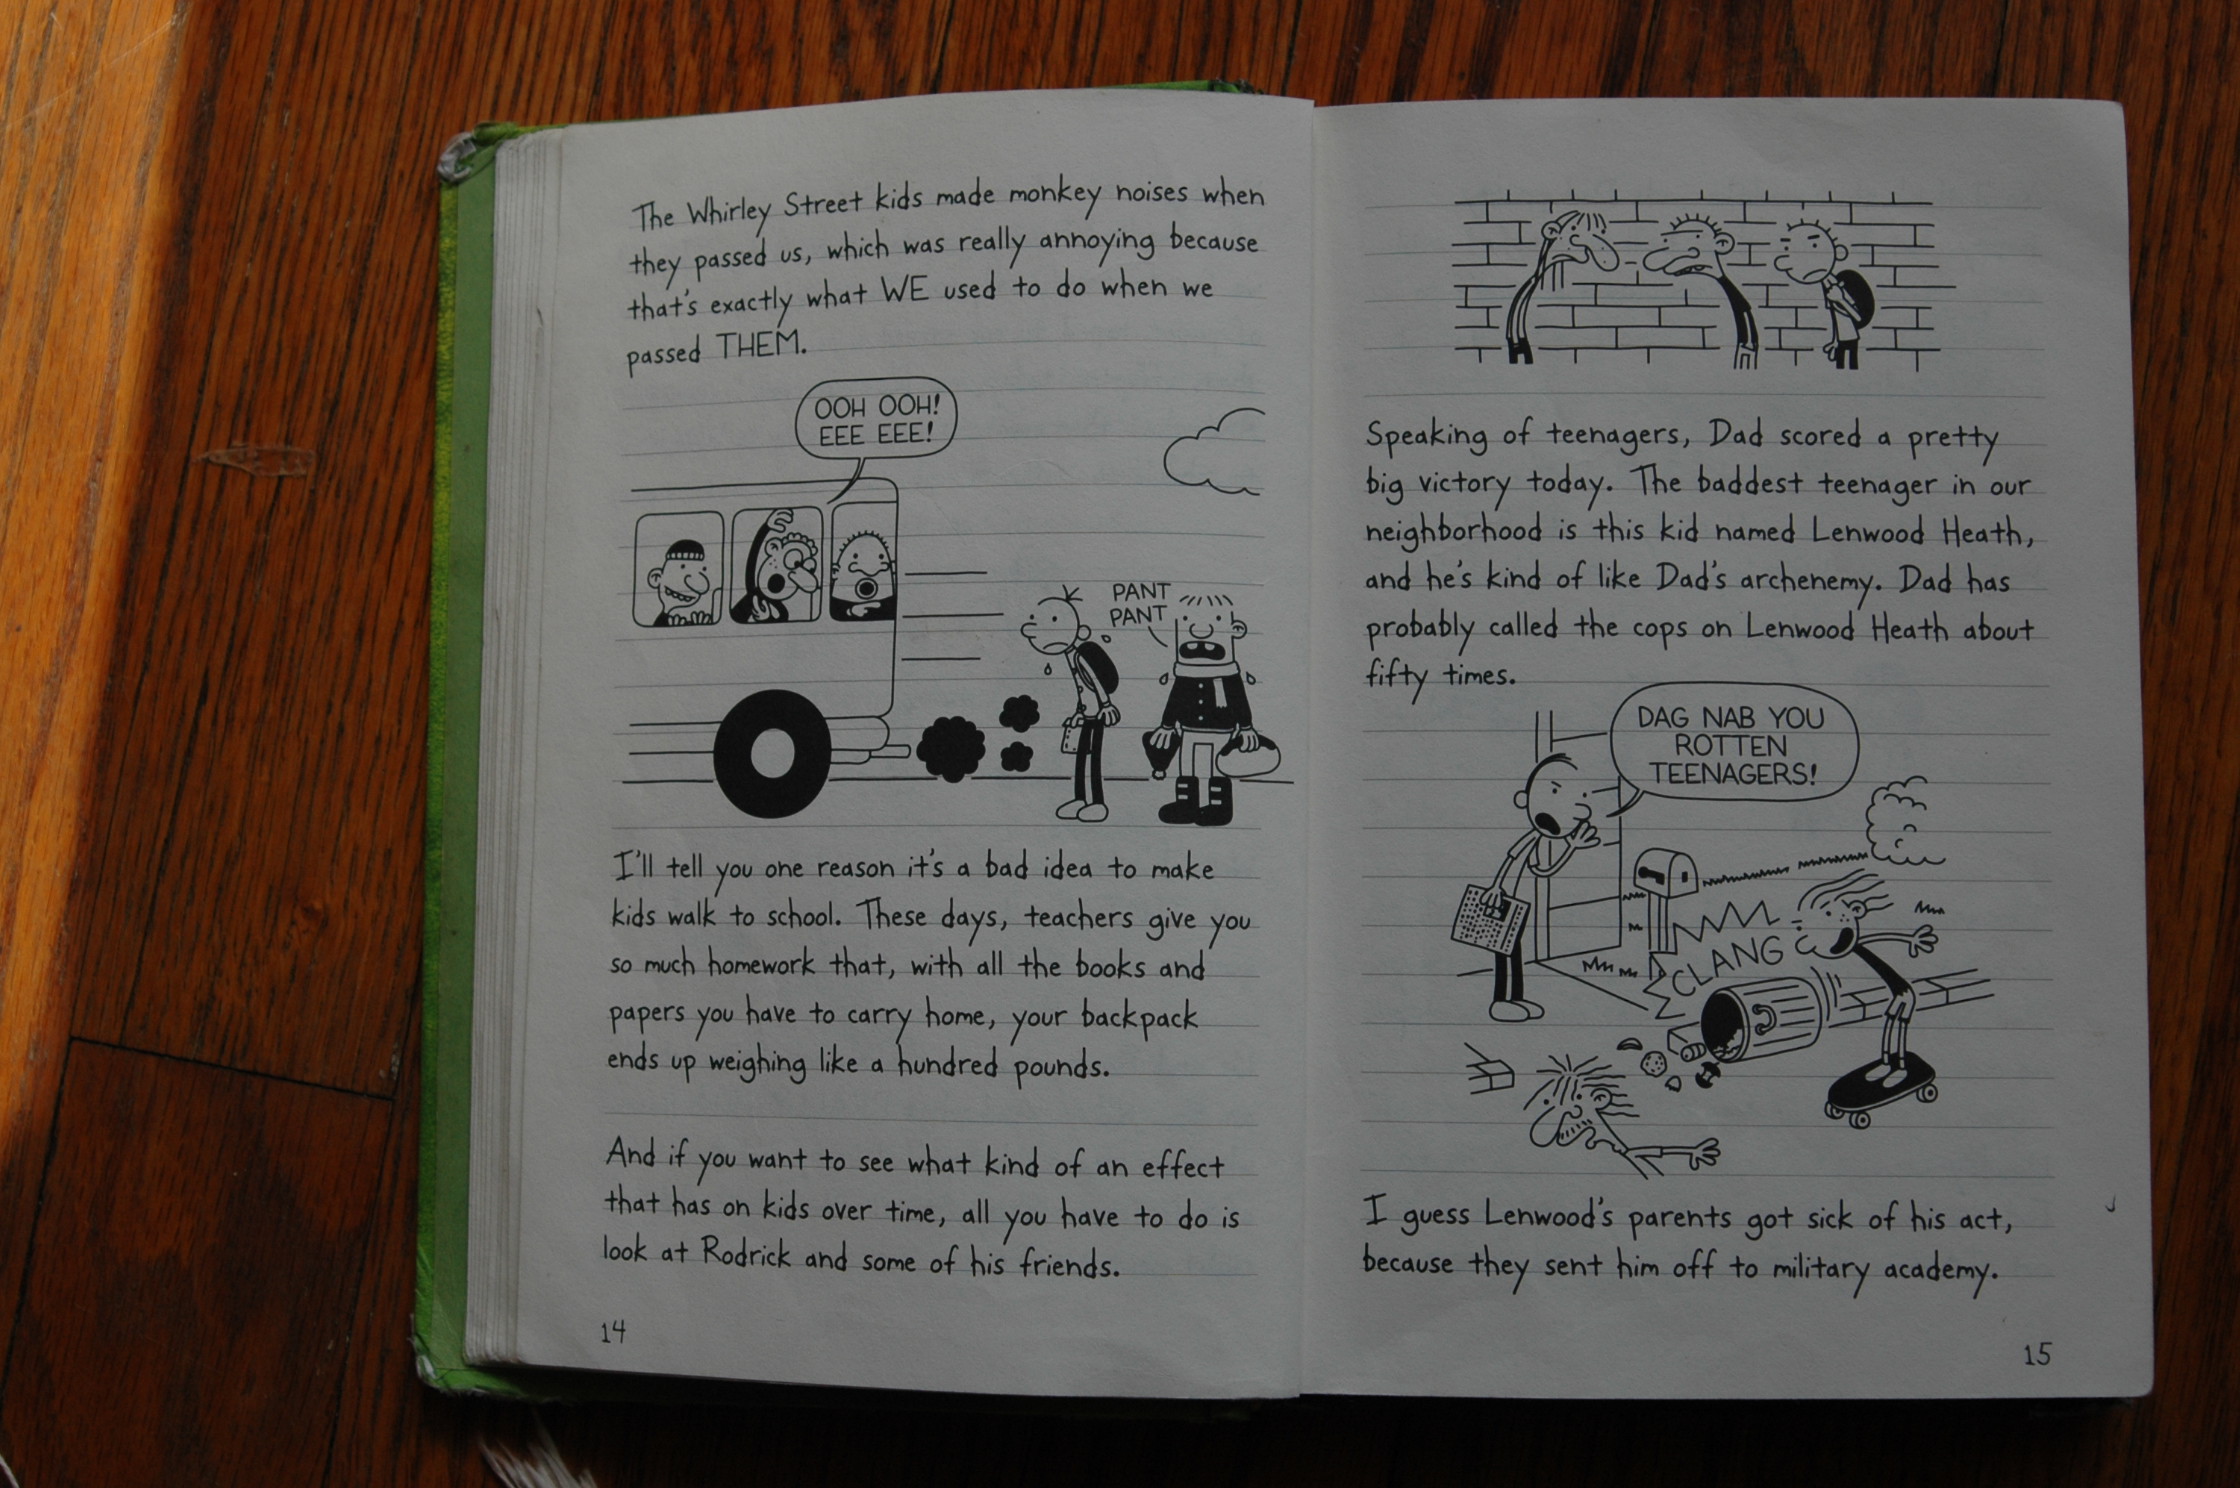 The Whirley Street kids made monkey noises when
they passed us, which was really annoying because
that's exactly what WE used to do when we
passed THEM.
OOH OOH!
EEE EEE!
PANT
PANT
I'll tell you one reason it's a bad idea to make
kids walk to school. These days, teachers give you
so much homework that, with all the books and
papers you have to carry home, your backpack
ends up weighing like a hundred pounds.
And if you want to see what kind of an effect
that has on kids over time, all you have to do is
look at Rodrick and some of his friends.
14
Speaking of teenagers, Dad scored a pretty
big victory today. The baddest teenager in our
neighborhood is this kid named Lenwood Heath,
and he's kind of like Dad's archenemy. Dad has
probably called the cops on Lenwood Heath about
fifty times.
DAG NAB YOU
ROTTEN
TEENAGERS!
CLANG
I guess Lenwood's parents got sick of his act,
because they sent him off to military academy.
15